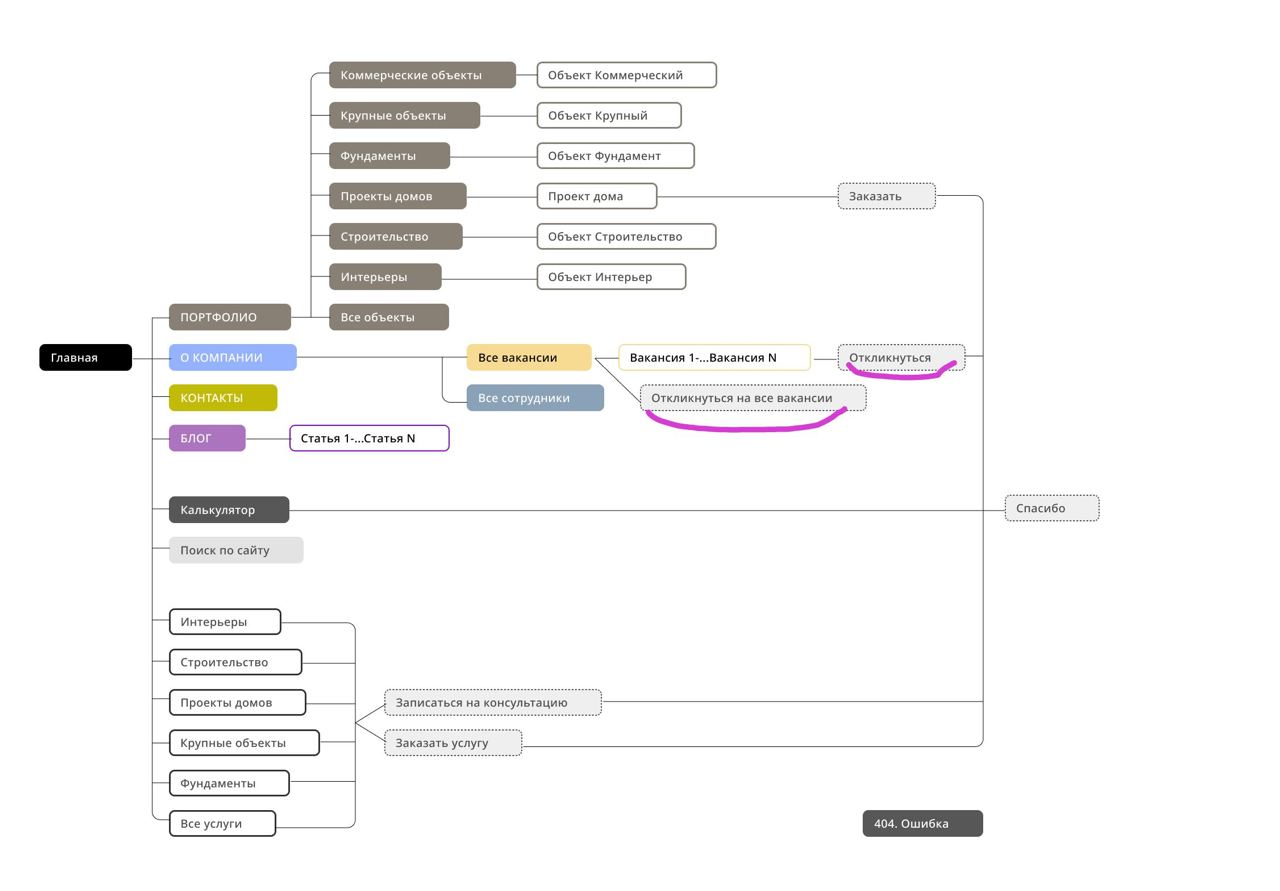 Коммерческие объекты
Объект Коммерческий
Крупные объекты
Объект Крупный
Фундаменты
Объект Фундамент
Проекты домов
Проект дома
Заказать
Строительство
Объект Строительство
Интерьеры
Объект Интерьер
ПОРТФОЛИО
Все объекты
Главная
О КОМПАНИИ
Все вакансии
Вакансия 1-...Вакансия N
Откликнуться
КОНТАКТЫ
Все сотрудники
Откликнуться на все вакансии
БЛОГ
Статья 1-...Статья N
Калькулятор
Спасибо
Поиск по сайту
Интерьеры
Строительство
Проекты домов
Записаться на консультацию
Крупные объекты
Заказать услугу
Фундаменты
Все услуги
404. Ошибка